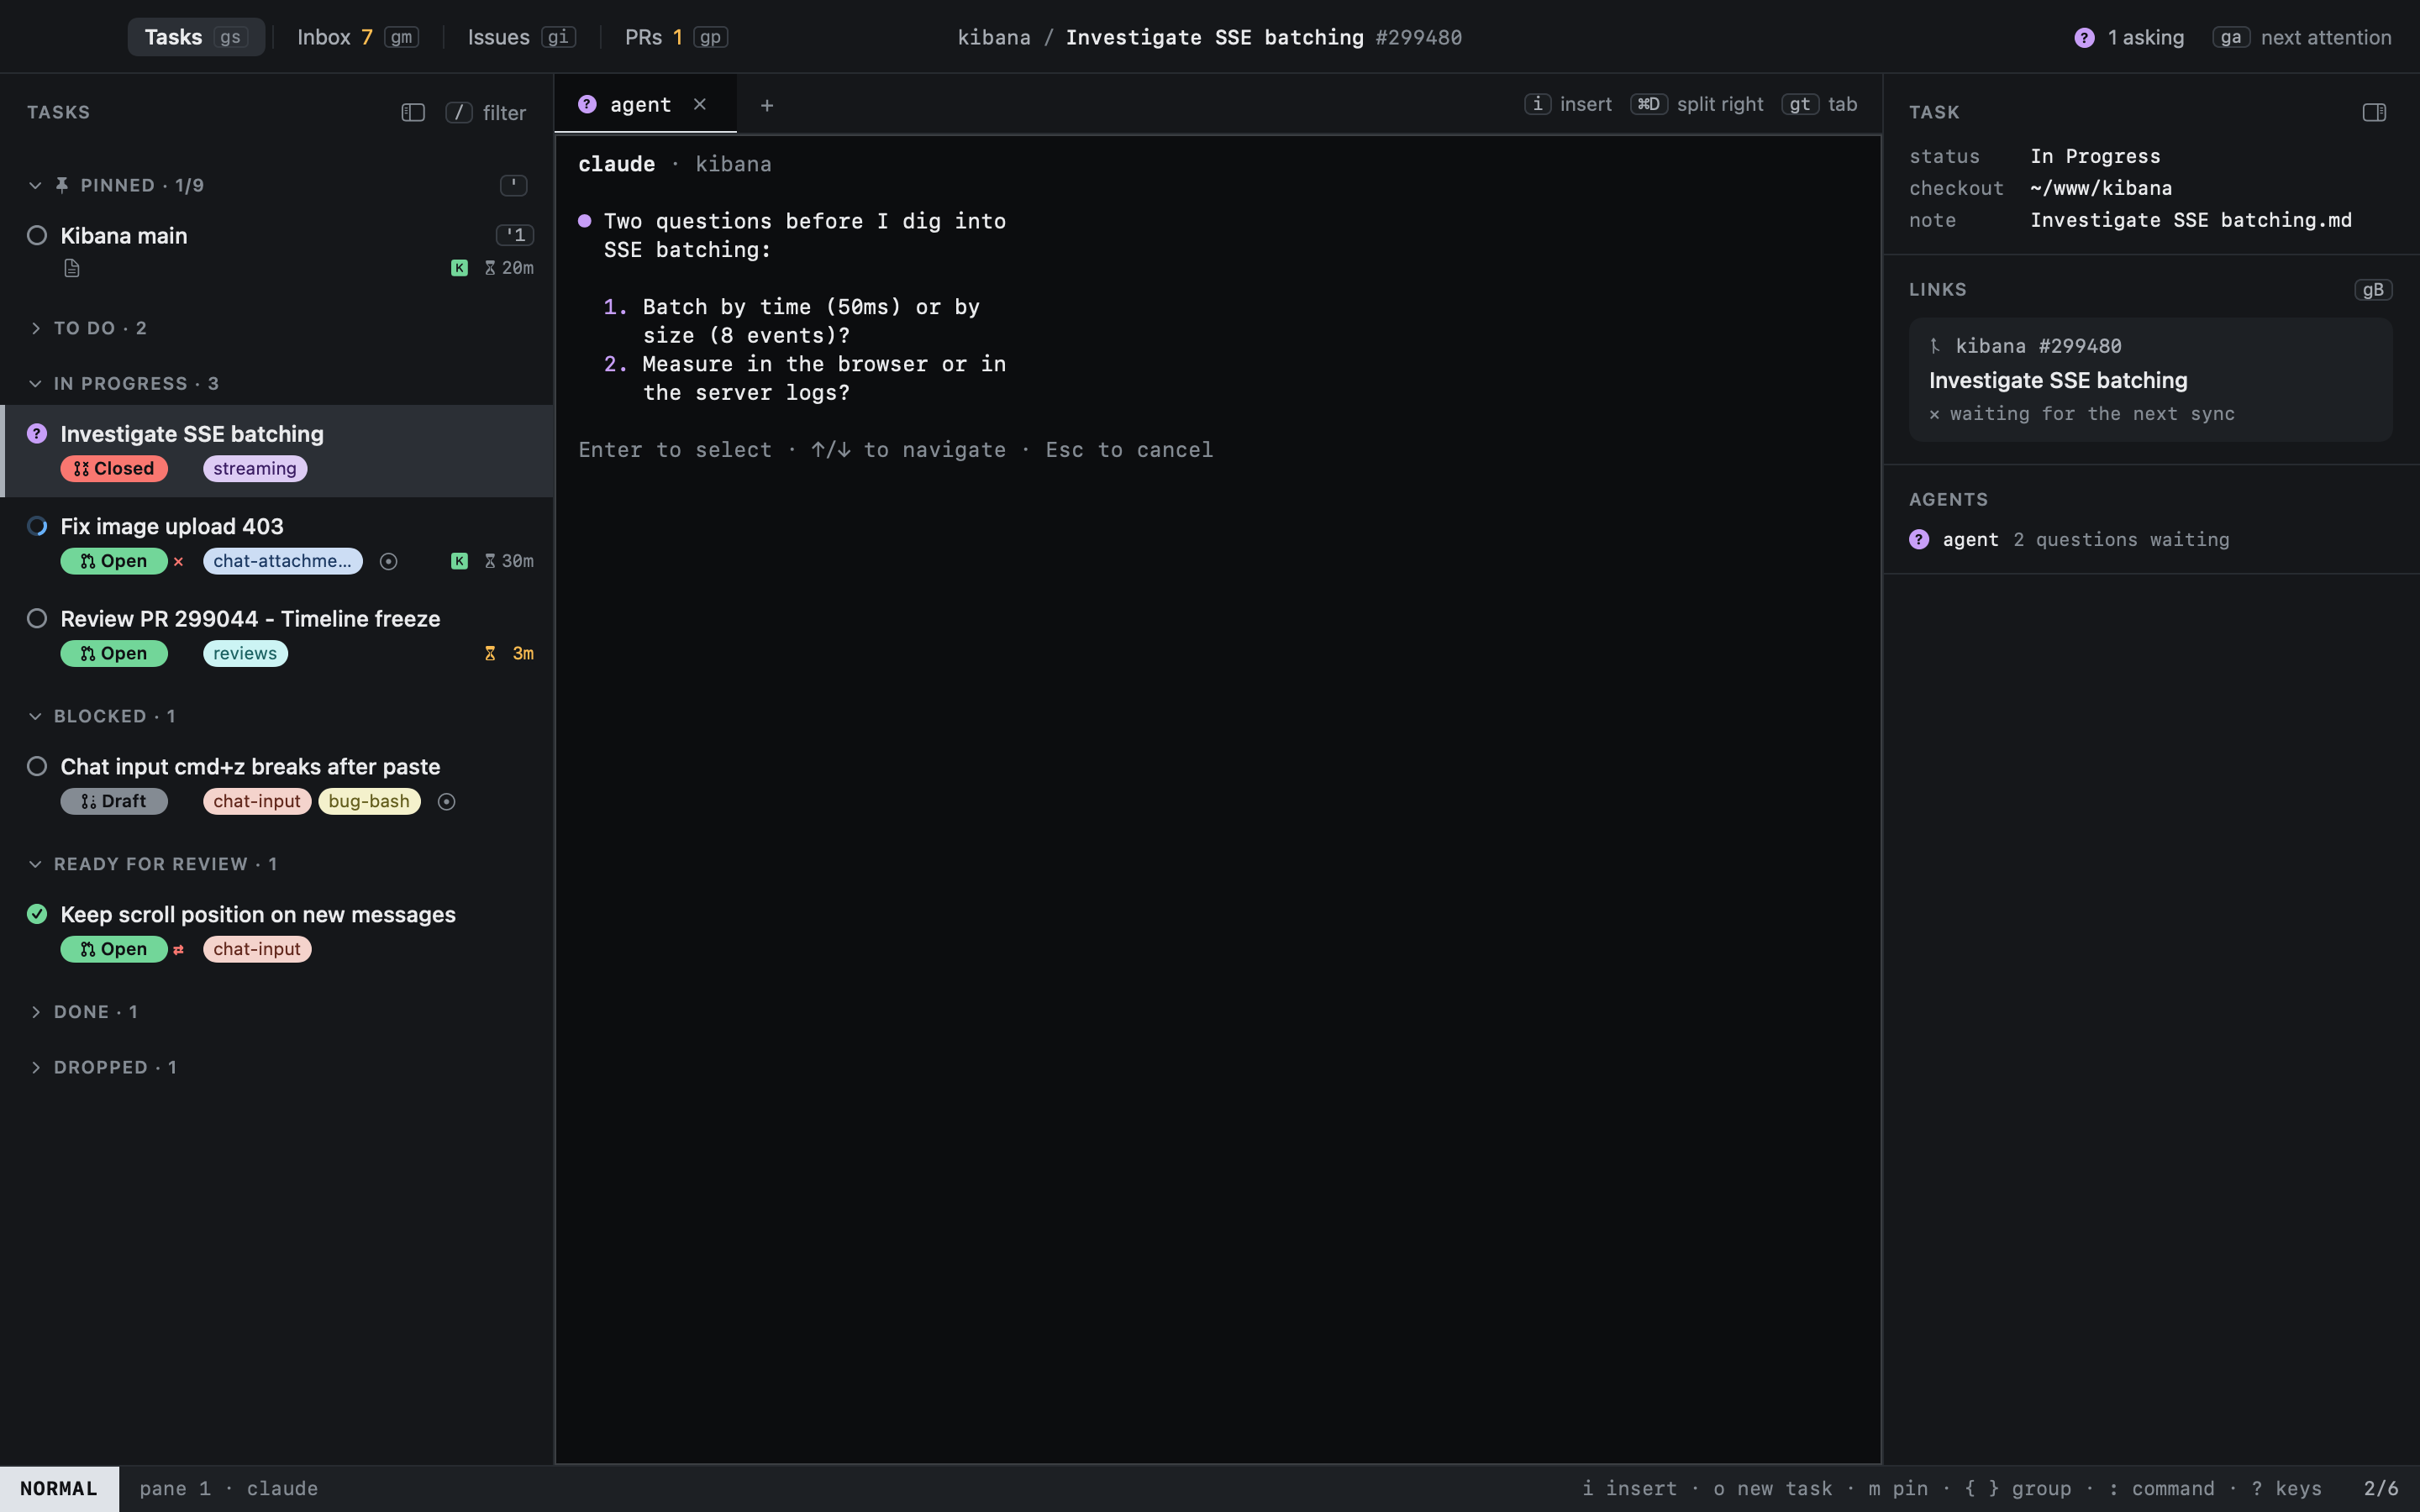 Tasks gs Inbox 7 gm Issues gi PRs 1 gp
kibana / Investigate SSE batching #299480
? 1 asking ga next attention
TASKS / filter
PINNED · 1/9 '
Kibana main '1
K 20m
TO DO · 2
IN PROGRESS · 3
? Investigate SSE batching
Closed streaming
Fix image upload 403
Open × chat-attachme... K 30m
Review PR 299044 - Timeline freeze
Open reviews 3m
BLOCKED · 1
Chat input cmd+z breaks after paste
Draft chat-input bug-bash
READY FOR REVIEW · 1
Keep scroll position on new messages
Open chat-input
DONE · 1
DROPPED · 1
? agent × +
i insert ⌘D split right gt tab
claude · kibana
Two questions before I dig into
SSE batching:
1. Batch by time (50ms) or by
size (8 events)?
2. Measure in the browser or in
the server logs?
Enter to select · ↑/↓ to navigate · Esc to cancel
TASK
status In Progress
checkout ~/www/kibana
note Investigate SSE batching.md
LINKS gB
kibana #299480
Investigate SSE batching
× waiting for the next sync
AGENTS
? agent 2 questions waiting
NORMAL pane 1 · claude
i insert · o new task · m pin · { } group · : command · ? keys 2/6